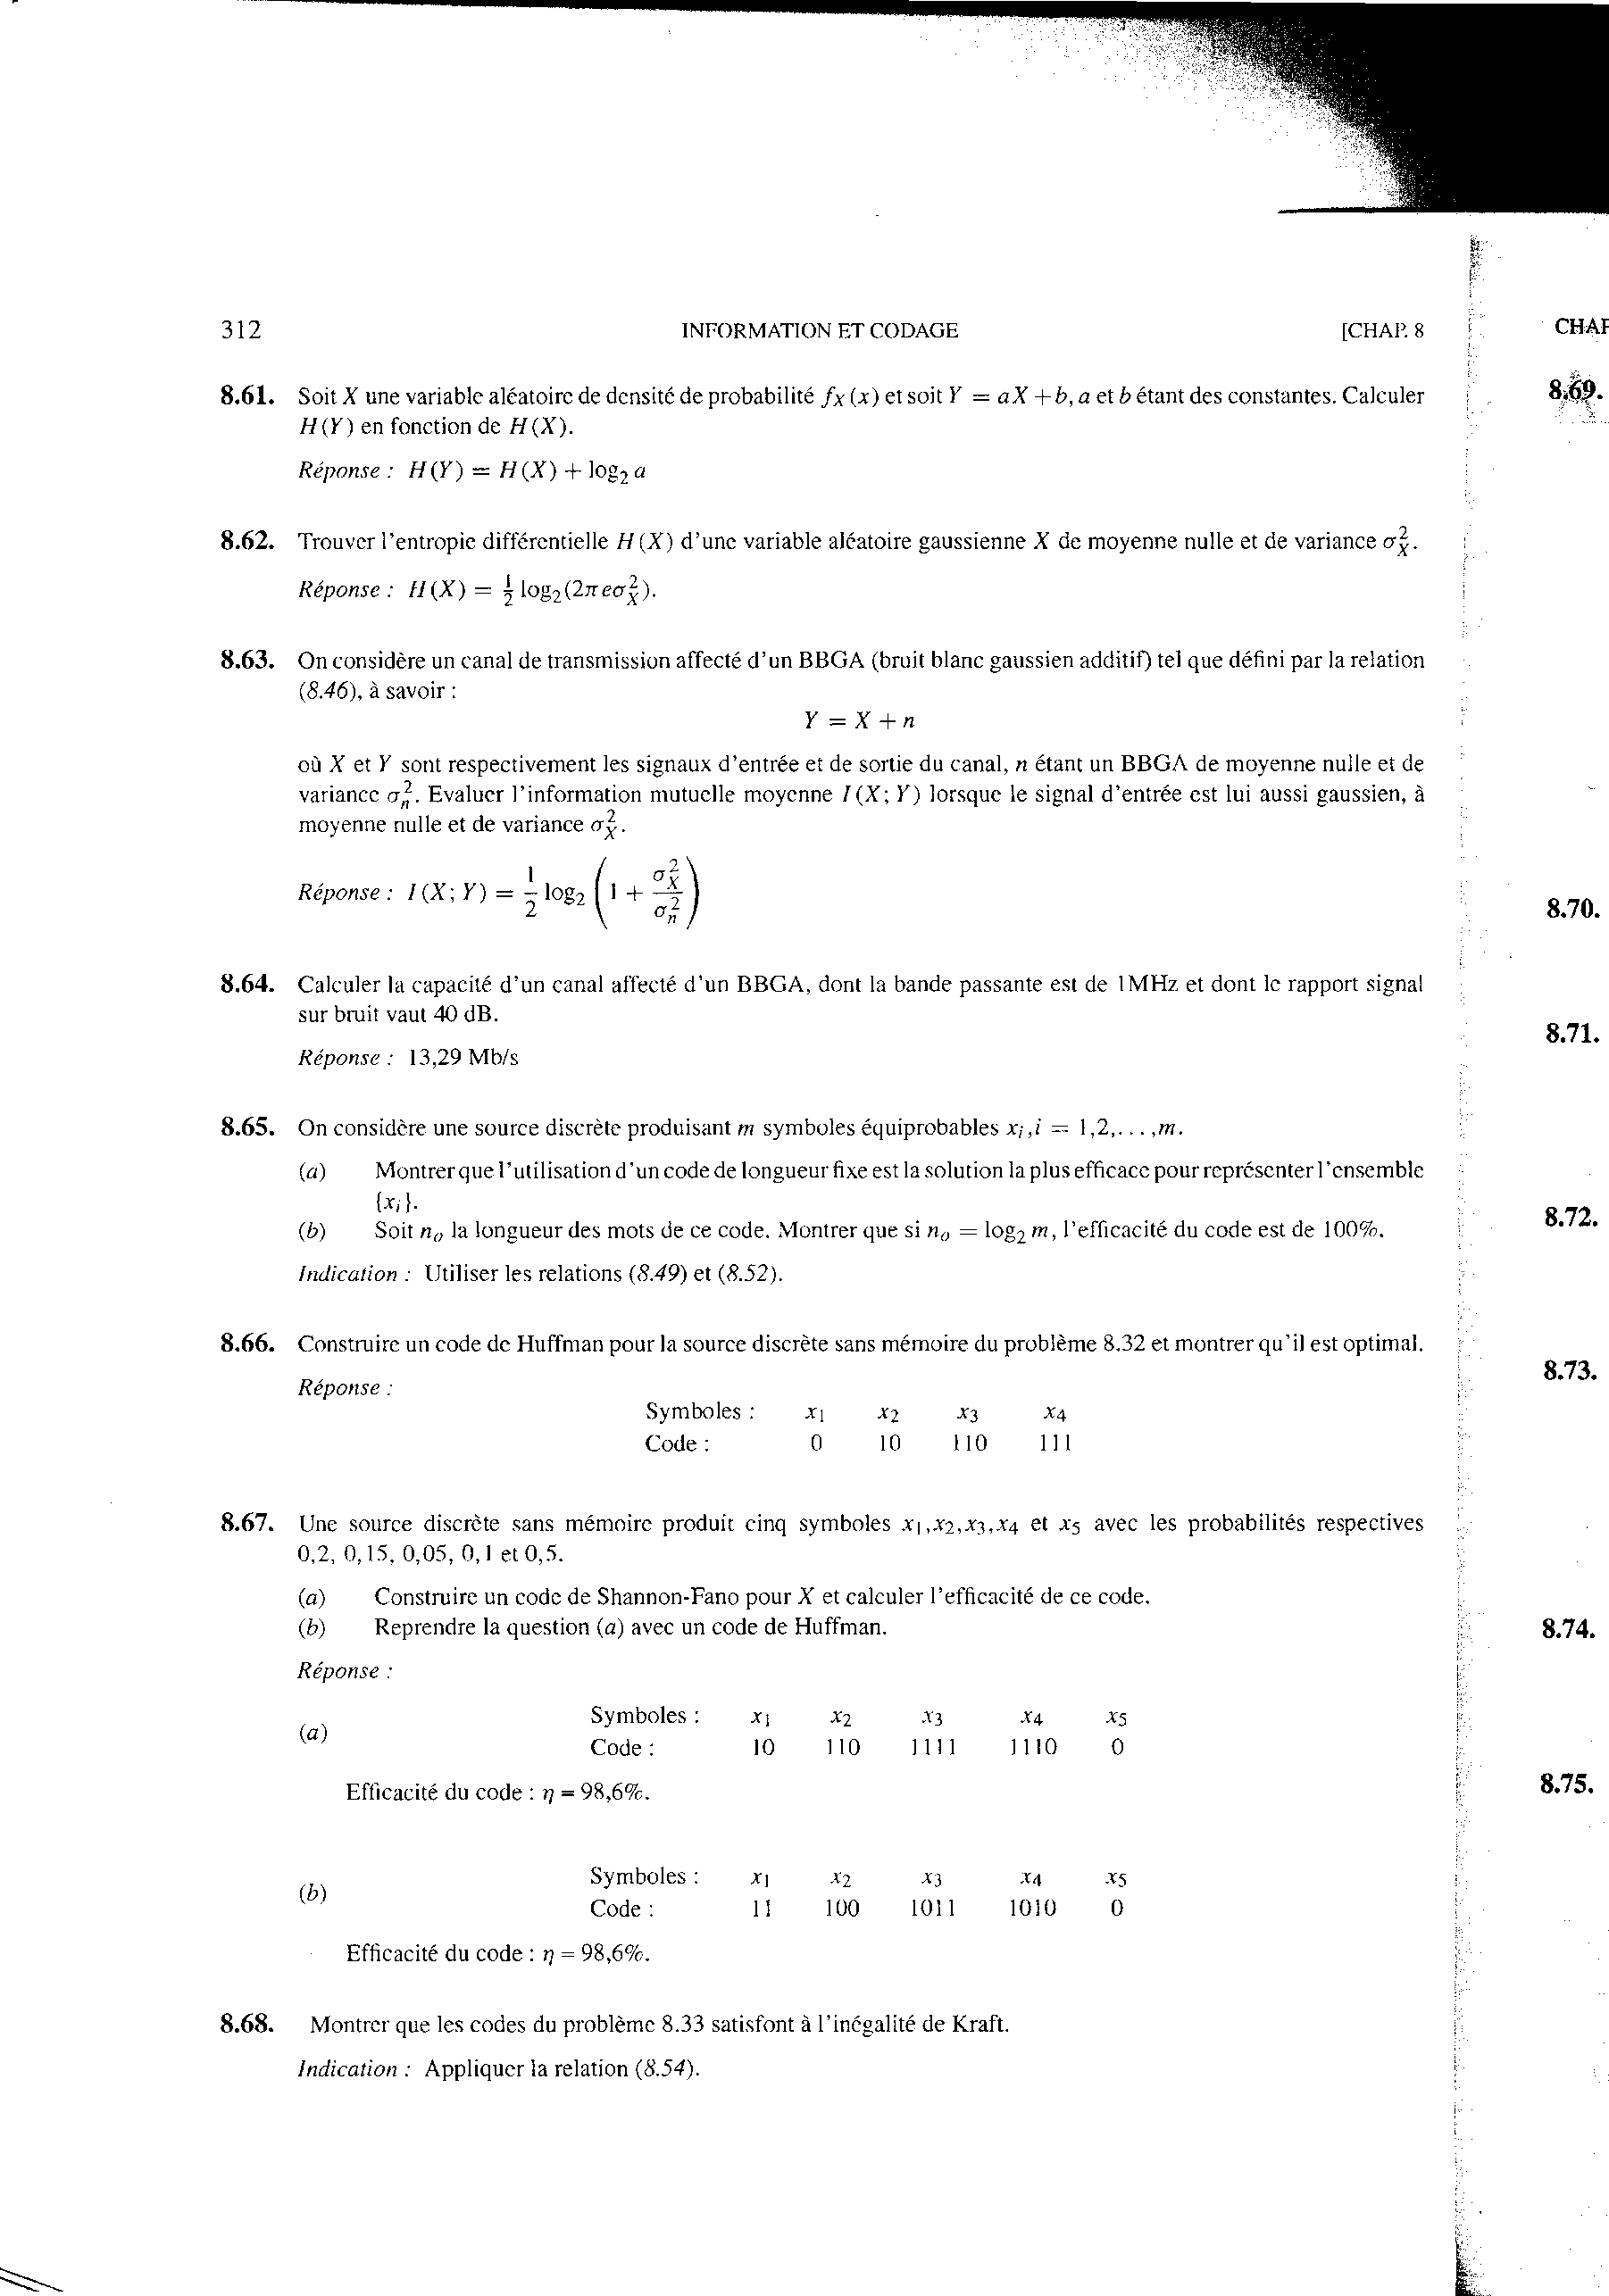 312 INFORMATION ET CODAGE [CHAP. 8
8.61. Soit X une variable aléatoire de densité de probabilité fX(x) et soit Y = aX + b, a et b étant des constantes. Calculer
H(Y) en fonction de H(X).
Réponse : H(Y) = H(X) + log₂ a
8.62. Trouver l'entropie différentielle H(X) d'une variable aléatoire gaussienne X de moyenne nulle et de variance σ²X.
Réponse : H(X) = ½ log₂(2πeσ²X).
8.63. On considère un canal de transmission affecté d'un BBGA (bruit blanc gaussien additif) tel que défini par la relation
(8.46), à savoir :
Y = X + n
où X et Y sont respectivement les signaux d'entrée et de sortie du canal, n étant un BBGA de moyenne nulle et de
variance σ²n. Evaluer l'information mutuelle moyenne I(X; Y) lorsque le signal d'entrée est lui aussi gaussien, à
moyenne nulle et de variance σ²X.
Réponse : I(X; Y) = 1/2 log₂ (1 + σ²X/σ²n)
8.64. Calculer la capacité d'un canal affecté d'un BBGA, dont la bande passante est de 1MHz et dont le rapport signal
sur bruit vaut 40 dB.
Réponse : 13,29 Mb/s
8.65. On considère une source discrète produisant m symboles équiprobables xᵢ,i = 1,2,...,m.
(a) Montrer que l'utilisation d'un code de longueur fixe est la solution la plus efficace pour représenter l'ensemble
{xᵢ}.
(b) Soit nₒ la longueur des mots de ce code. Montrer que si nₒ = log₂ m, l'efficacité du code est de 100%.
Indication : Utiliser les relations (8.49) et (8.52).
8.66. Construire un code de Huffman pour la source discrète sans mémoire du problème 8.32 et montrer qu'il est optimal.
Réponse :
Symboles : x₁ x₂ x₃ x₄
Code : 0 10 110 111
8.67. Une source discrète sans mémoire produit cinq symboles x₁,x₂,x₃,x₄ et x₅ avec les probabilités respectives
0,2, 0,15, 0,05, 0,1 et 0,5.
(a) Construire un code de Shannon-Fano pour X et calculer l'efficacité de ce code.
(b) Reprendre la question (a) avec un code de Huffman.
Réponse :
(a)
Symboles : x₁ x₂ x₃ x₄ x₅
Code : 10 110 1111 1110 0
Efficacité du code : η = 98,6%.
(b)
Symboles : x₁ x₂ x₃ x₄ x₅
Code : 11 100 1011 1010 0
Efficacité du code : η = 98,6%.
8.68. Montrer que les codes du problème 8.33 satisfont à l'inégalité de Kraft.
Indication : Appliquer la relation (8.54).
CHAP
8.69.
8.70.
8.71.
8.72.
8.73.
8.74.
8.75.